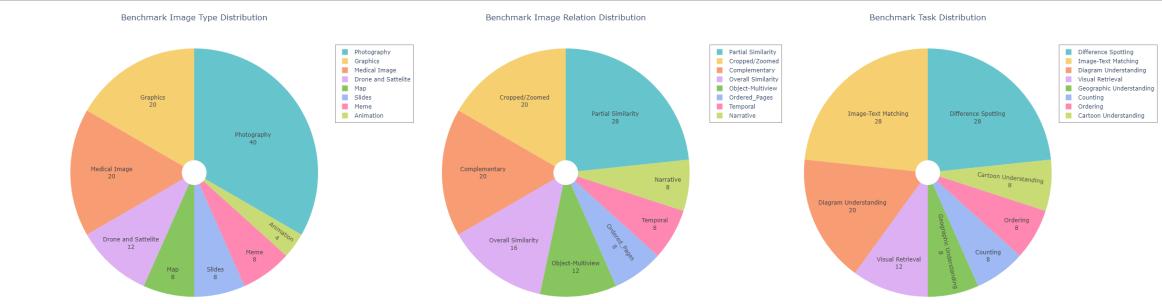 Benchmark Image Type Distribution
Photography
40
Graphics
20
Medical Image
20
Drone and Sattelite
12
Map
8
Slides
8
Meme
8
Animation
4
Photography
Graphics
Medical Image
Drone and Sattelite
Map
Slides
Meme
Animation
Benchmark Image Relation Distribution
Partial Similarity
28
Cropped/Zoomed
20
Complementary
20
Overall Similarity
16
Object-Multiview
12
Ordered_Pages
8
Temporal
8
Narrative
8
Partial Similarity
Cropped/Zoomed
Complementary
Overall Similarity
Object-Multiview
Ordered_Pages
Temporal
Narrative
Benchmark Task Distribution
Difference Spotting
28
Image-Text Matching
28
Diagram Understanding
20
Visual Retrieval
12
Geographic Understanding
8
Counting
8
Ordering
8
Cartoon Understanding
8
Difference Spotting
Image-Text Matching
Diagram Understanding
Visual Retrieval
Geographic Understanding
Counting
Ordering
Cartoon Understanding